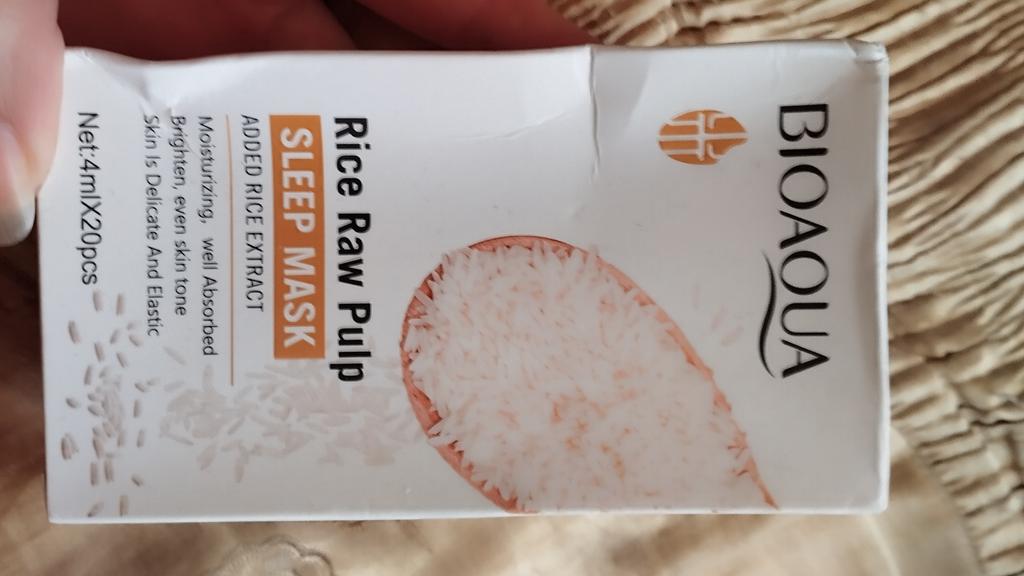 BIOAQUA
Rice Raw Pulp
SLEEP MASK
ADDED RICE EXTRACT
Moisturizing, well Absorbed
Brighten, even skin tone
Skin Is Delicate And Elastic
Net:4mlX20pcs